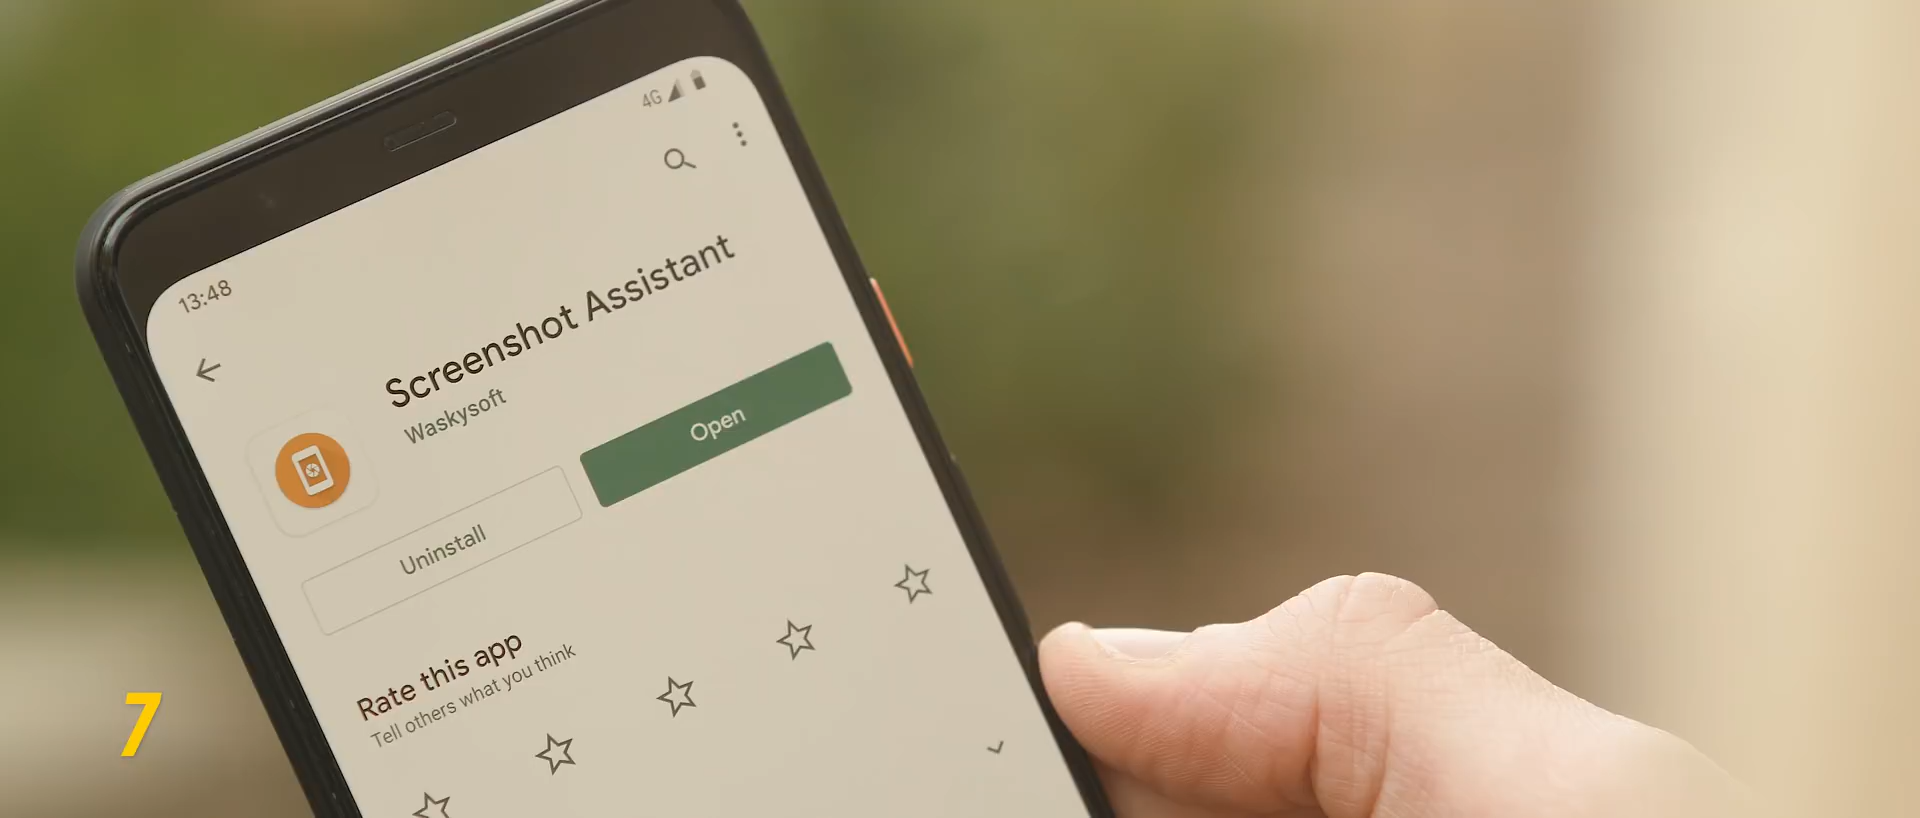 4G
13:48
Screenshot Assistant
Waskysoft
Uninstall
Open
Rate this app
Tell others what you think
7